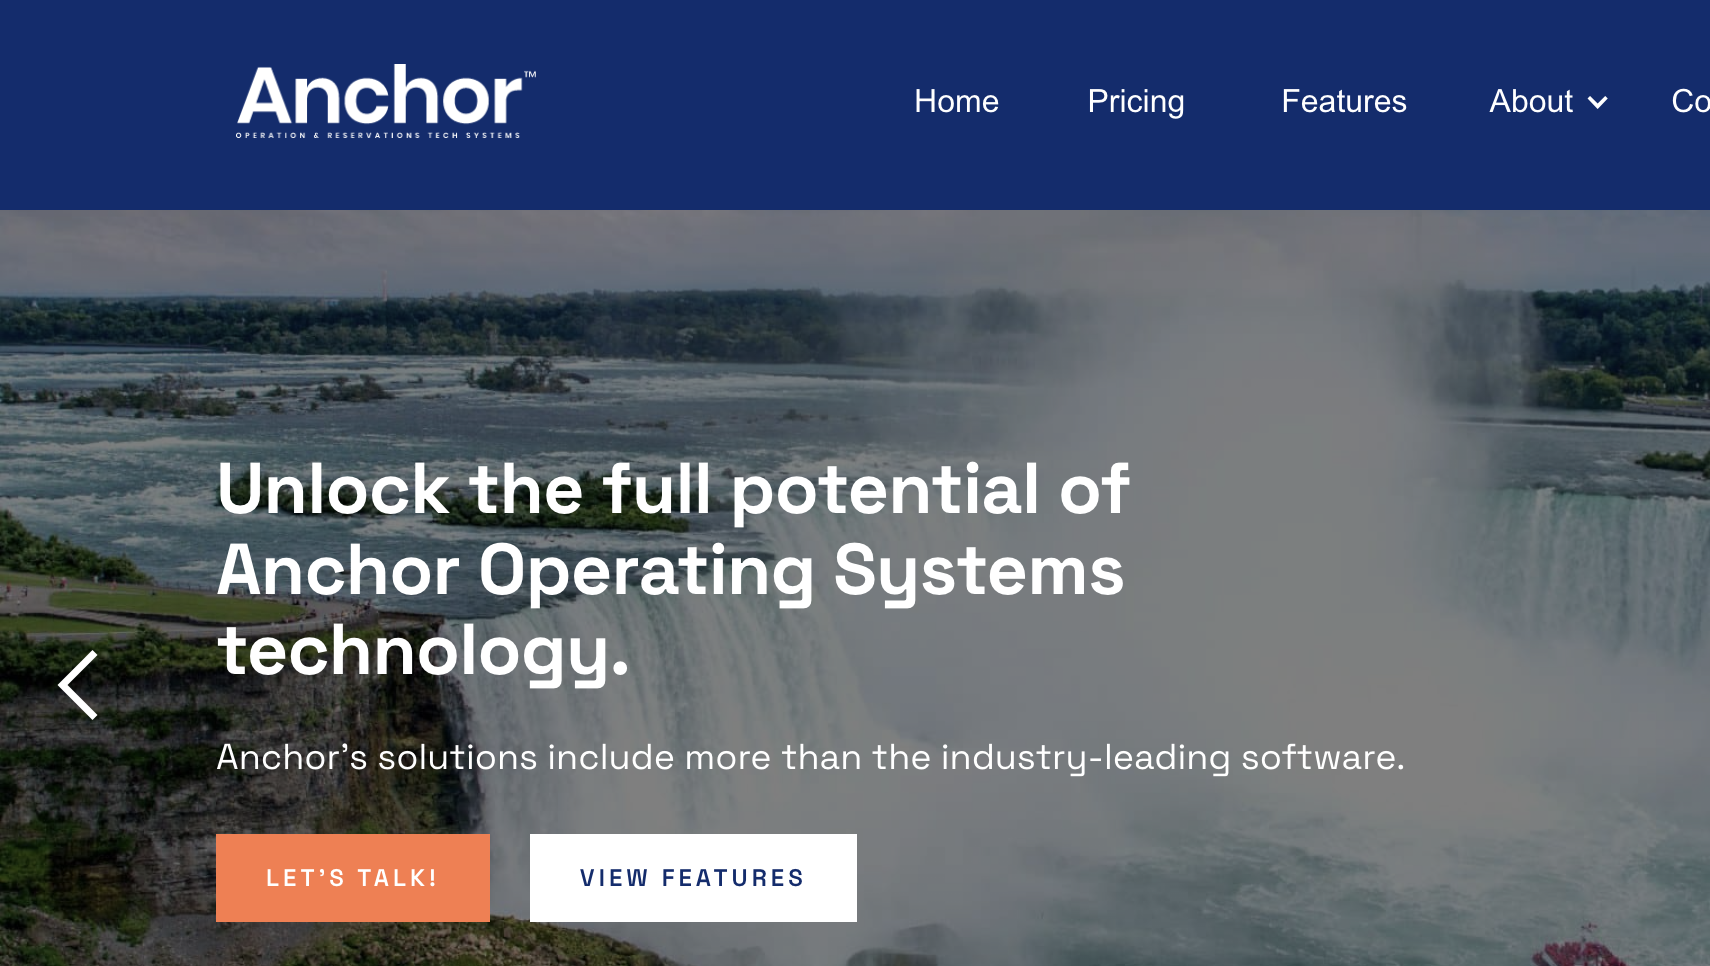 Anchor™
OPERATION & RESERVATIONS TECH SYSTEMS
Home Pricing Features About Co
Unlock the full potential of
Anchor Operating Systems
technology.
Anchor's solutions include more than the industry-leading software.
LET'S TALK! VIEW FEATURES